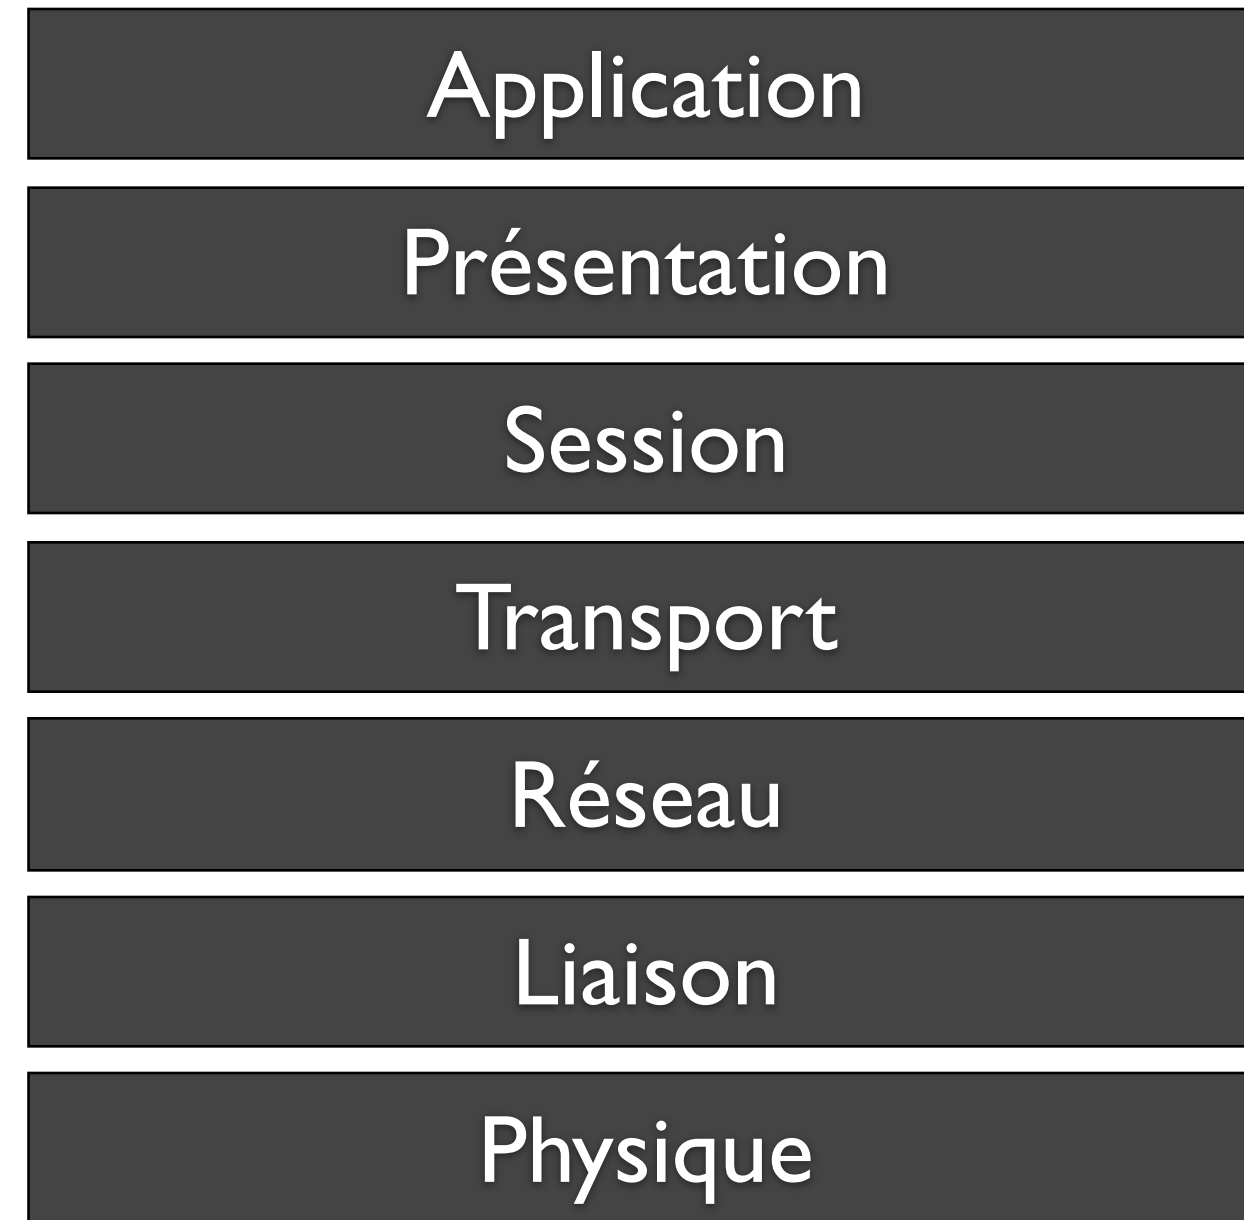 Application
Présentation
Session
Transport
Réseau
Liaison
Physique